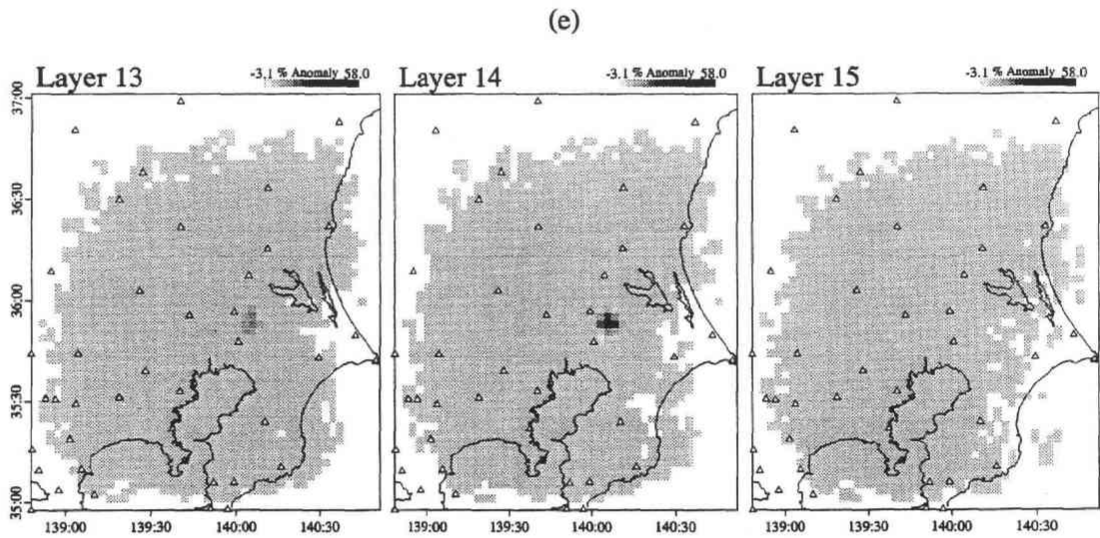 (e)
Layer 13
-3.1 % Anomaly 58.0
Layer 14
-3.1 % Anomaly 58.0
Layer 15
-3.1 % Anomaly 58.0
37:00
36:30
36:00
35:30
35:00
139:00 139:30 140:00 140:30
139:00 139:30 140:00 140:30
139:00 139:30 140:00 140:30